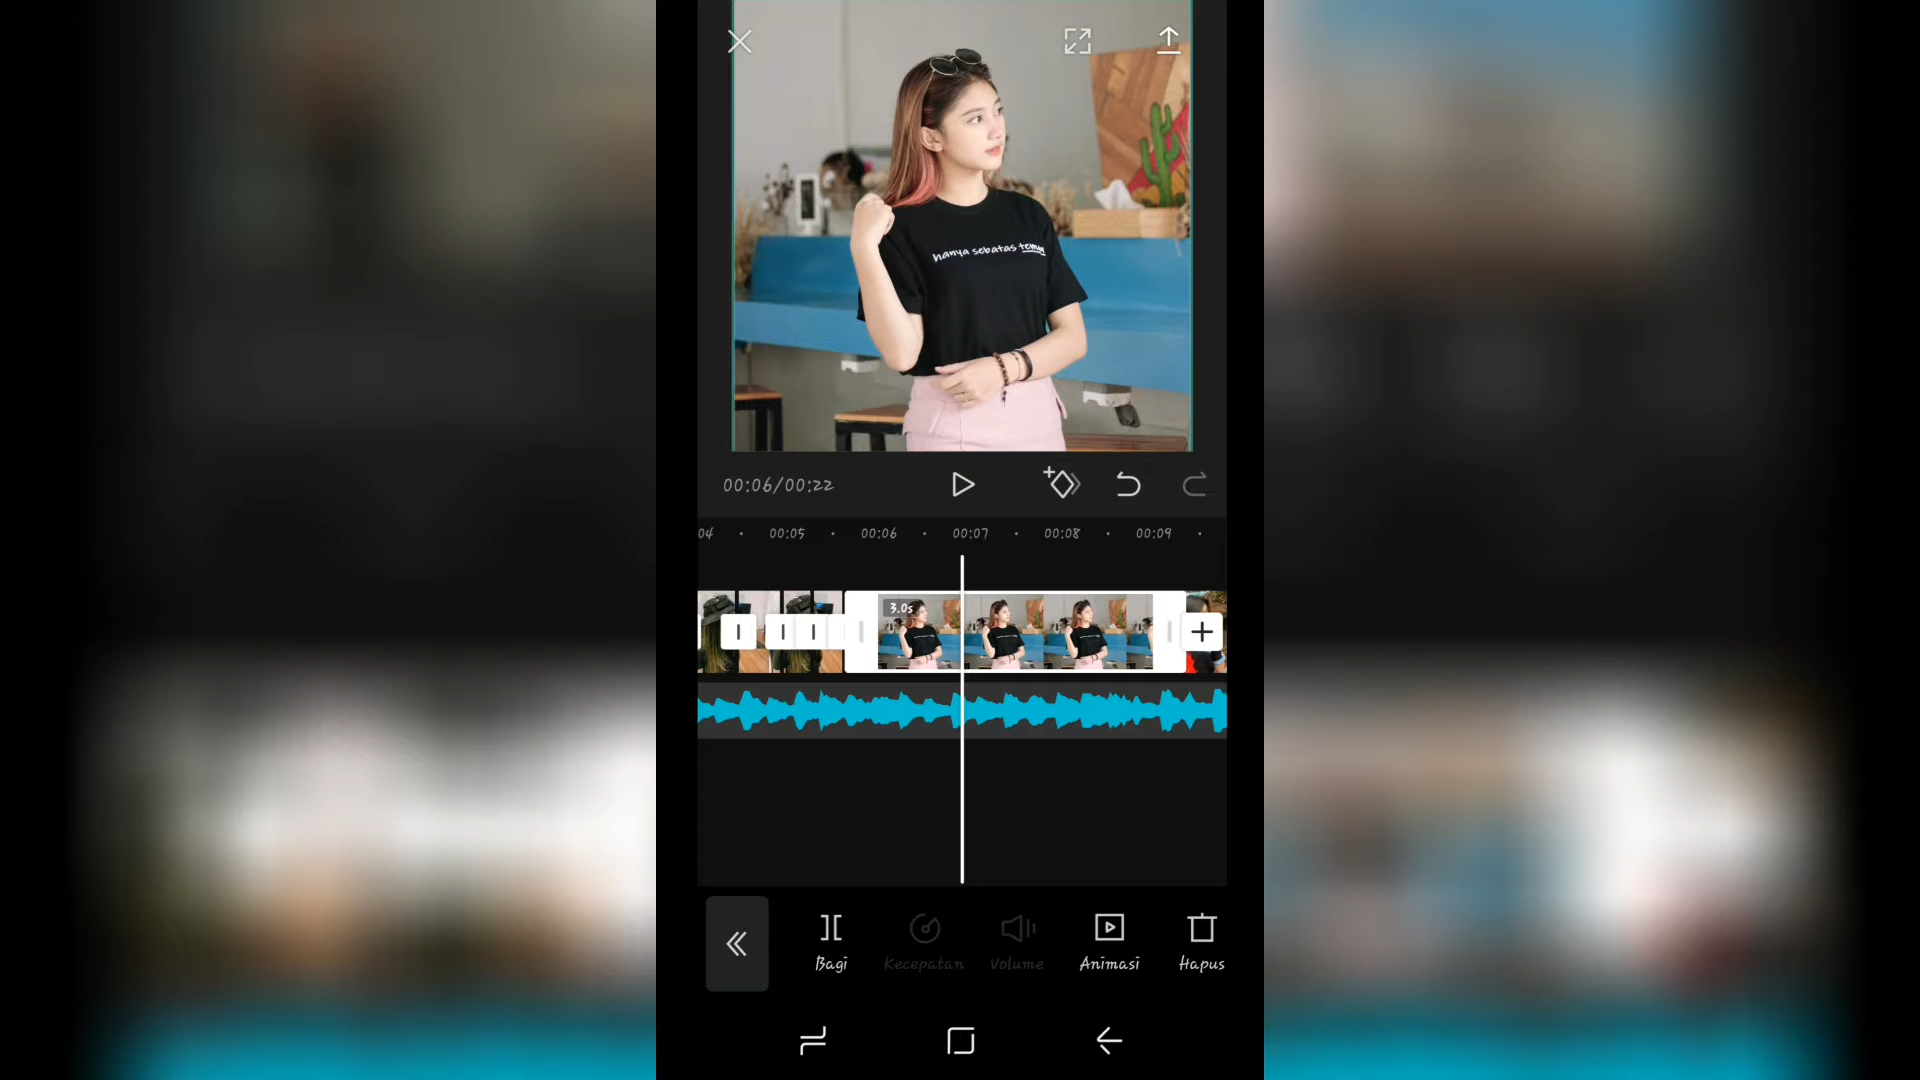 hanya sebatas teman
00:06/00:22
04 00:05 00:06 00:07 00:08 00:09
3.0s
Bagi Kecepatan Volume Animasi Hapus